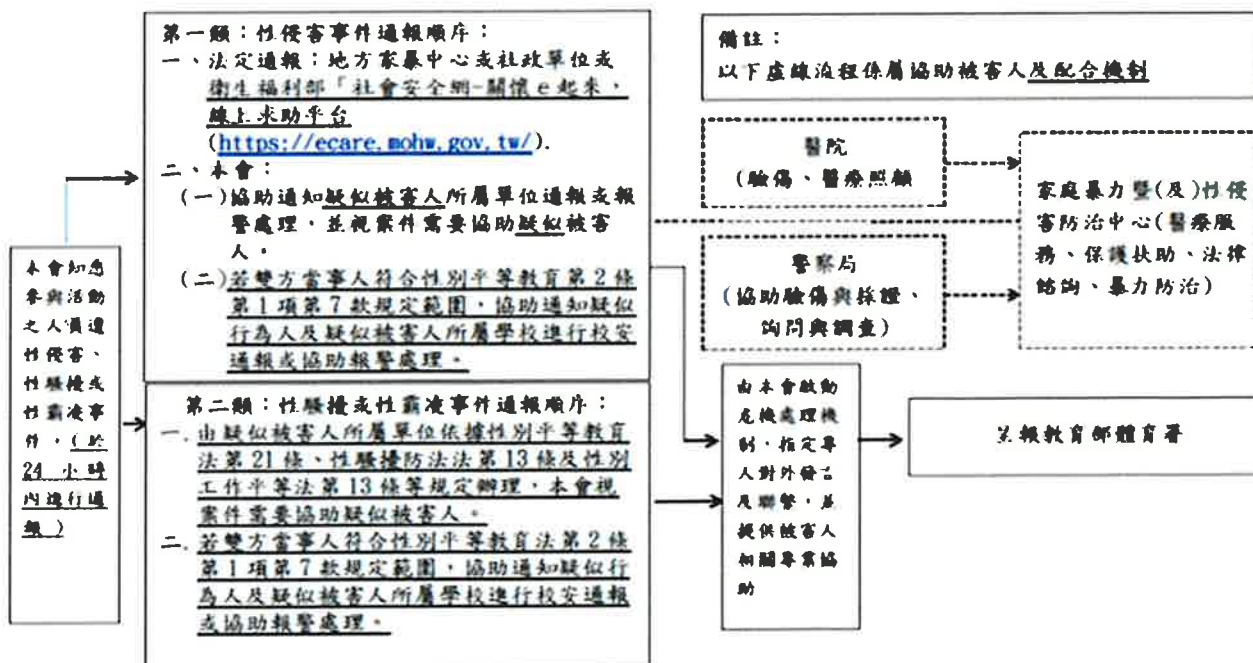 第一類：性侵害事件通報順序：
一、法定通報：地方家暴中心或社政單位或
衛生福利部「社會安全網-關懷 e 起來，
線上求助平台
(https://ecare.mohw.gov.tw/).
二、本會：
(一)協助通知疑似被害人所屬單位通報或報
警處理，並視案件需要協助疑似被害
人。
(二)若雙方當事人符合性別平等教育第 2 條
第 1 項第 7 款規定範圍，協助通知疑似
行為人及疑似被害人所屬學校進行校安
通報或協助報警處理。
備註：
以下虛線流程係屬協助被害人及配合機制
醫院
(驗傷、醫療照顧
警察局
(協助驗傷與採證、
詢問與調查)
家庭暴力暨(及)性侵
害防治中心(醫療服
務、保護扶助、法律
諮詢、暴力防治)
本會知悉
參與活動
之人員遭
性侵害、
性騷擾或
性霸凌事
件，(於
24 小時
內進行通
報)
第二類：性騷擾或性霸凌事件通報順序：
一. 由疑似被害人所屬單位依據性別平等教育
法第 21 條、性騷擾防法法第 13 條及性別
工作平等法第 13 條等規定辦理，本會視
案件需要協助疑似被害人。
二. 若雙方當事人符合性別平等教育法第 2 條
第 1 項第 7 款規定範圍，協助通知疑似行
為人及疑似被害人所屬學校進行校安通報
或協助報警處理。
由本會啟動
危機處理機
制，指定專
人對外發言
及聯繫，並
提供被害人
相關專業協
助
呈報教育部體育署